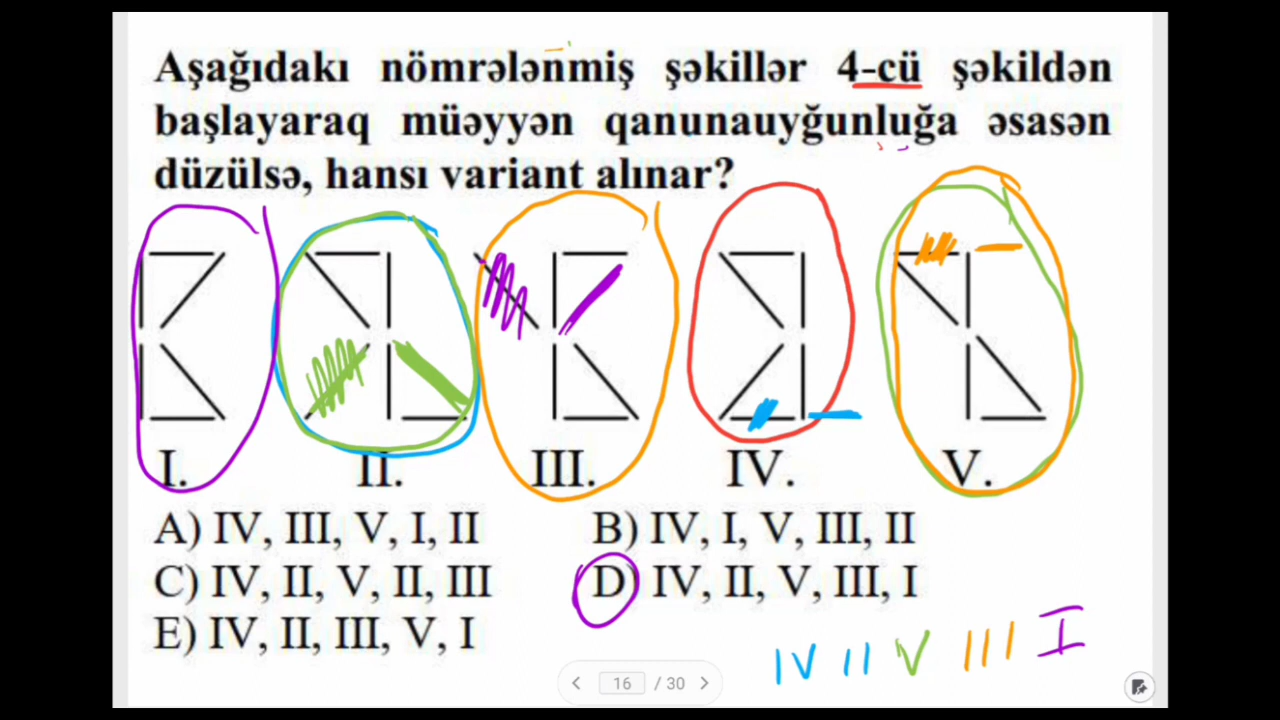 Aşağıdakı nömrələnmiş şəkillər 4-cü şəkildən
başlayaraq müəyyən qanunauyğunluğa əsasən
düzülsə, hansı variant alınar?
I. II. III. IV. V.
A) IV, III, V, I, II B) IV, I, V, III, II
C) IV, II, V, II, III D) IV, II, V, III, I
E) IV, II, III, V, I
IV II V III I
16 / 30